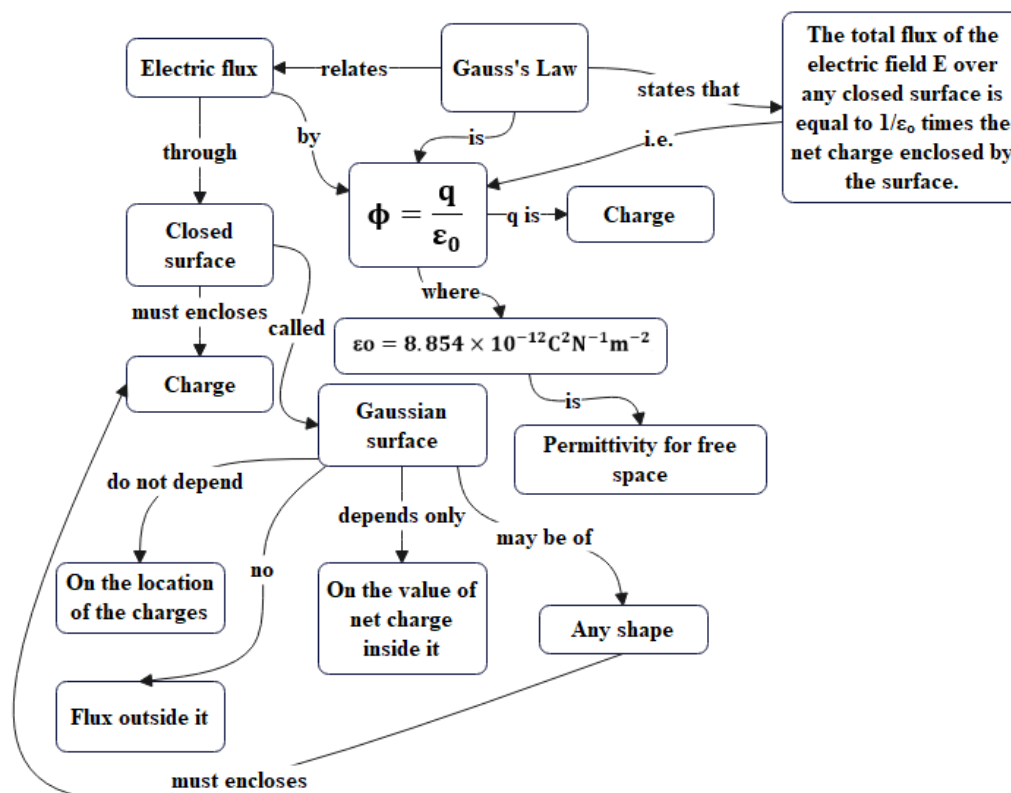 Electric flux
relates
Gauss's Law
states that
The total flux of the
electric field E over
any closed surface is
equal to 1/εₒ times the
net charge enclosed by
the surface.
i.e.
is
by
through
ϕ = q/ε₀
q is
Charge
Closed
surface
where
must encloses
called
εo = 8.854 × 10⁻¹²C²N⁻¹m⁻²
Charge
is
Gaussian
surface
Permittivity for free
space
do not depend
depends only
may be of
no
On the location
of the charges
On the value of
net charge
inside it
Any shape
Flux outside it
must encloses